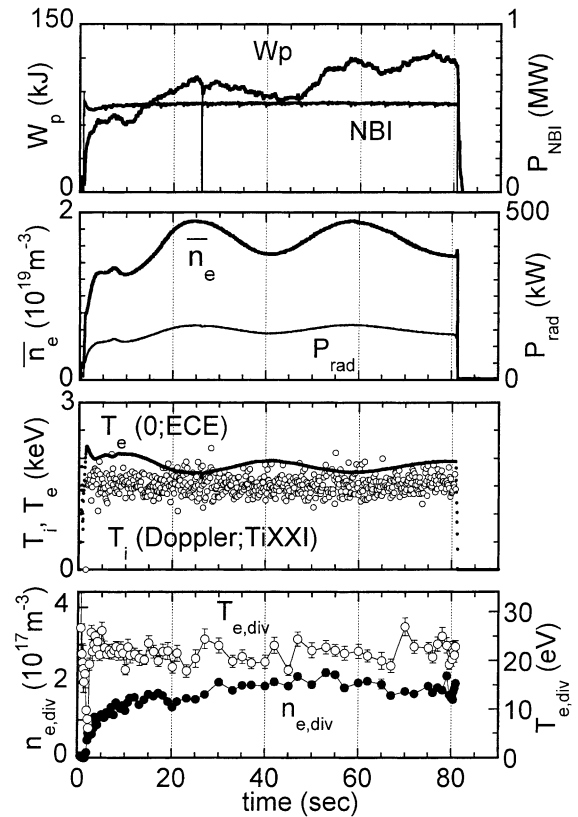 150
1
Wp
W_p (kJ)
P_NBI (MW)
NBI
0
0
2
500
n̅_e
n̅_e (10^19 m^-3)
P_rad (kW)
P_rad
0
0
3
T_e (0;ECE)
T_i, T_e (keV)
T_i (Doppler;TiXXI)
0
4
30
T_e,div
n_e,div (10^17 m^-3)
T_e,div (eV)
2
20
10
n_e,div
0
0
0
20
40
60
80
time (sec)